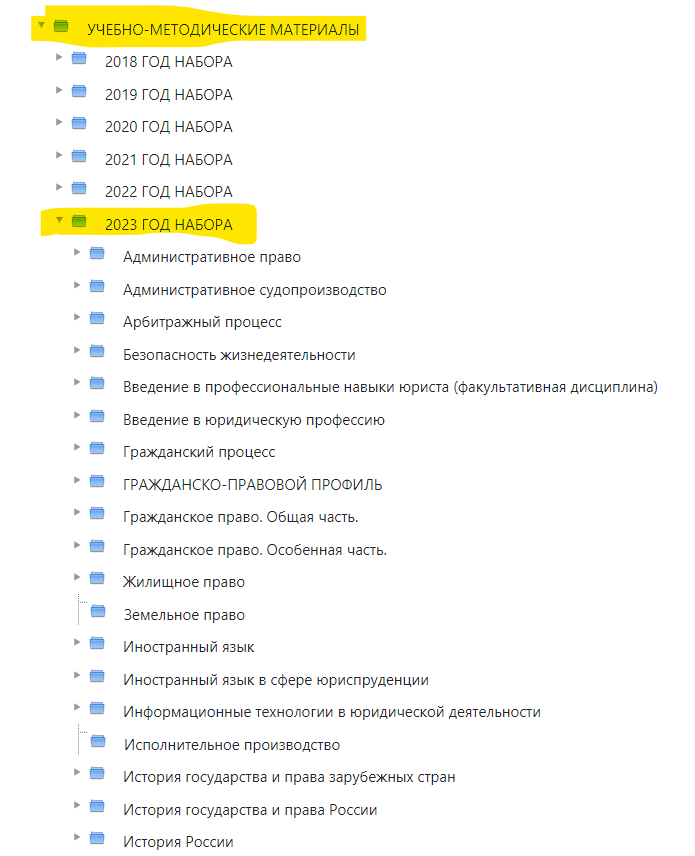 УЧЕБНО-МЕТОДИЧЕСКИЕ МАТЕРИАЛЫ
2018 ГОД НАБОРА
2019 ГОД НАБОРА
2020 ГОД НАБОРА
2021 ГОД НАБОРА
2022 ГОД НАБОРА
2023 ГОД НАБОРА
Административное право
Административное судопроизводство
Арбитражный процесс
Безопасность жизнедеятельности
Введение в профессиональные навыки юриста (факультативная дисциплина)
Введение в юридическую профессию
Гражданский процесс
ГРАЖДАНСКО-ПРАВОВОЙ ПРОФИЛЬ
Гражданское право. Общая часть.
Гражданское право. Особенная часть.
Жилищное право
Земельное право
Иностранный язык
Иностранный язык в сфере юриспруденции
Информационные технологии в юридической деятельности
Исполнительное производство
История государства и права зарубежных стран
История государства и права России
История России